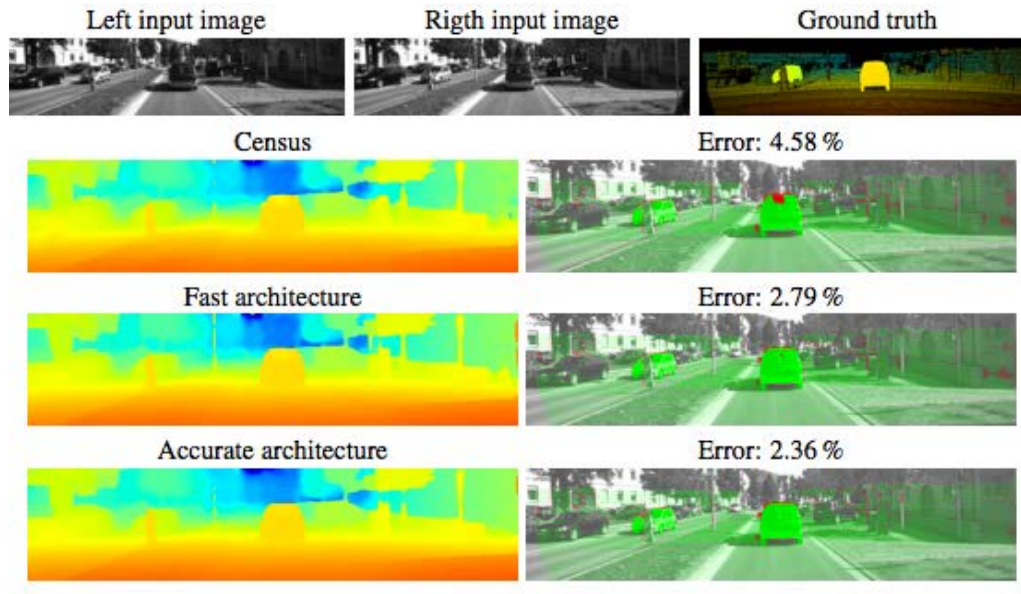 Left input image Rigth input image Ground truth
Census Error: 4.58 %
Fast architecture Error: 2.79 %
Accurate architecture Error: 2.36 %